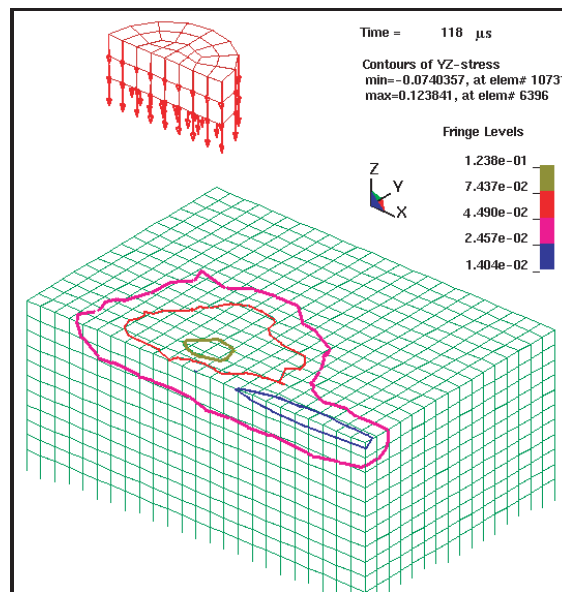 Time = 118 μs
Contours of YZ-stress
min=-0.0740357, at elem# 10737
max=0.123841, at elem# 6396
Fringe Levels
1.238e-01
7.437e-02
4.490e-02
2.457e-02
1.404e-02
Z
Y
X